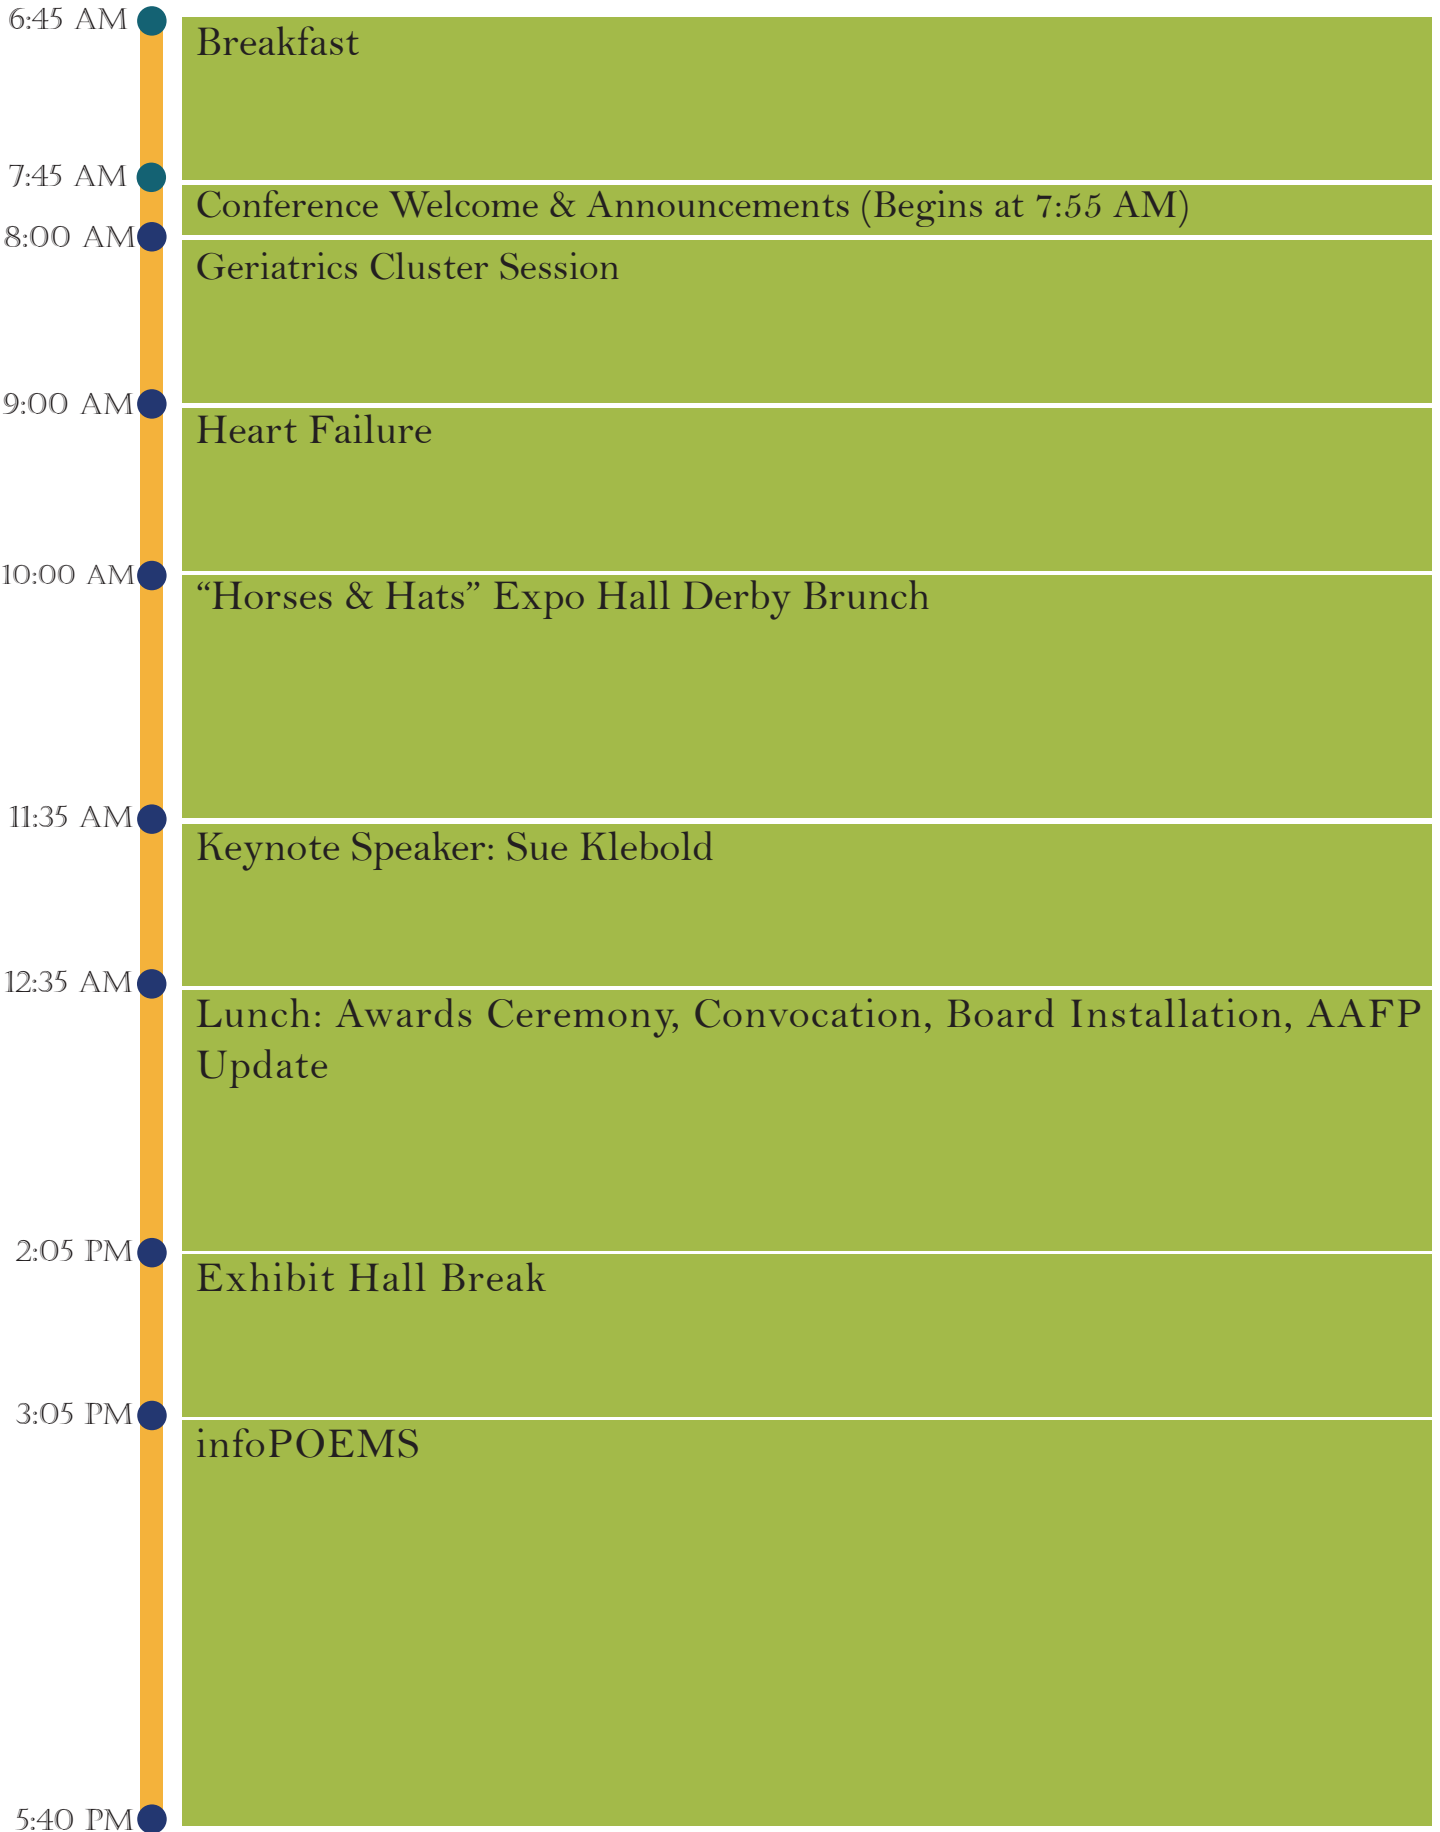 6:45 AM
Breakfast
7:45 AM
Conference Welcome & Announcements (Begins at 7:55 AM)
8:00 AM
Geriatrics Cluster Session
9:00 AM
Heart Failure
10:00 AM
“Horses & Hats” Expo Hall Derby Brunch
11:35 AM
Keynote Speaker: Sue Klebold
12:35 AM
Lunch: Awards Ceremony, Convocation, Board Installation, AAFP
Update
2:05 PM
Exhibit Hall Break
3:05 PM
infoPOEMS
5:40 PM